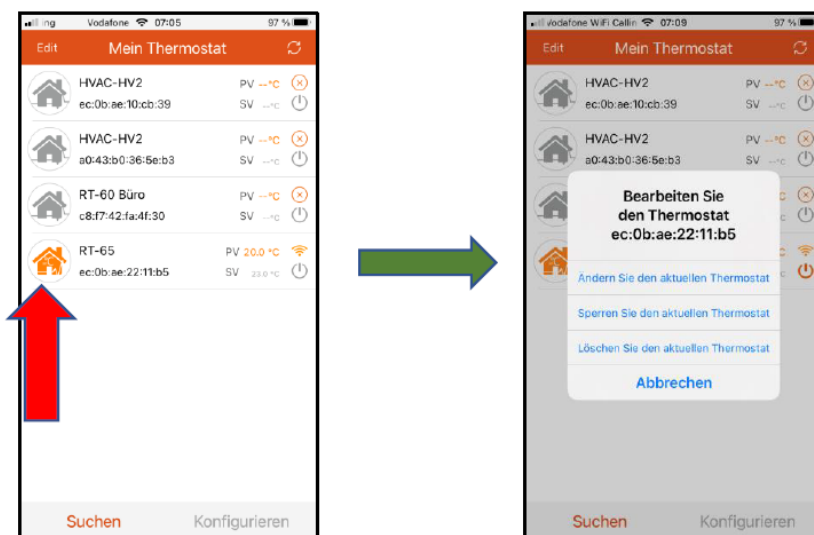 ing Vodafone 07:05 97 %
Edit Mein Thermostat
HVAC-HV2 PV --°C
ec:0b:ae:10:cb:39 SV --°C
HVAC-HV2 PV --°C
a0:43:b0:36:5e:b3 SV --°C
RT-60 Büro PV --°C
c8:f7:42:fa:4f:30 SV --°C
RT-65 PV 20.0 °C
ec:0b:ae:22:11:b5 SV 23.0 °C
Suchen Konfigurieren
Vodafone WiFi Callin 07:09 97 %
Edit Mein Thermostat
HVAC-HV2 PV --°C
ec:0b:ae:10:cb:39 SV --°C
HVAC-HV2 PV --°C
a0:43:b0:36:5e:b3 SV --°C
Bearbeiten Sie
den Thermostat
ec:0b:ae:22:11:b5
Ändern Sie den aktuellen Thermostat
Sperren Sie den aktuellen Thermostat
Löschen Sie den aktuellen Thermostat
Abbrechen
Suchen Konfigurieren